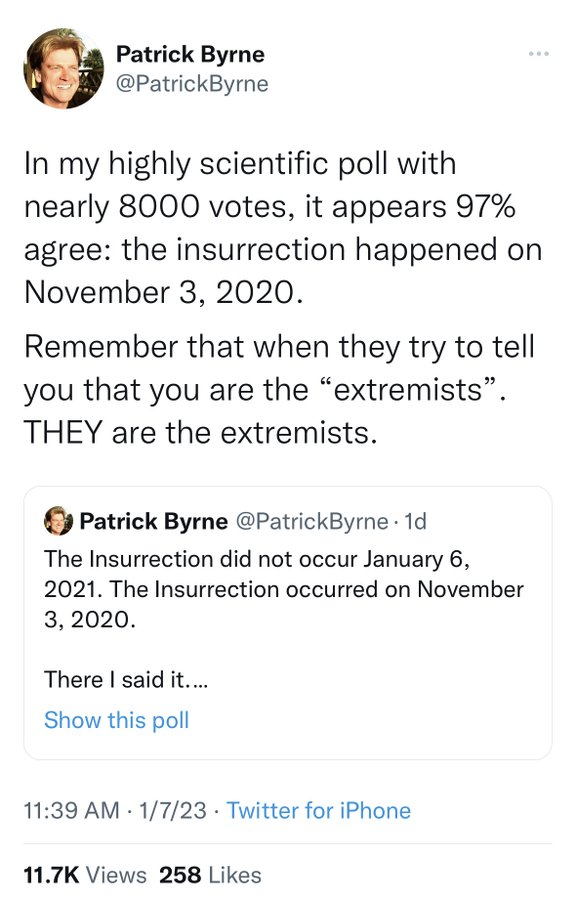 Patrick Byrne
@PatrickByrne
In my highly scientific poll with
nearly 8000 votes, it appears 97%
agree: the insurrection happened on
November 3, 2020.
Remember that when they try to tell
you that you are the “extremists”.
THEY are the extremists.
Patrick Byrne @PatrickByrne · 1d
The Insurrection did not occur January 6,
2021. The Insurrection occurred on November
3, 2020.
There I said it....
Show this poll
11:39 AM · 1/7/23 · Twitter for iPhone
11.7K Views 258 Likes